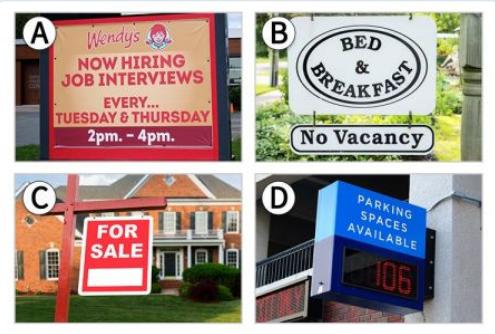 A
Wendy's
NOW HIRING
JOB INTERVIEWS
EVERY...
TUESDAY & THURSDAY
2pm. - 4pm.
B
BED
&
BREAKFAST
No Vacancy
C
FOR
SALE
D
PARKING
SPACES
AVAILABLE
106